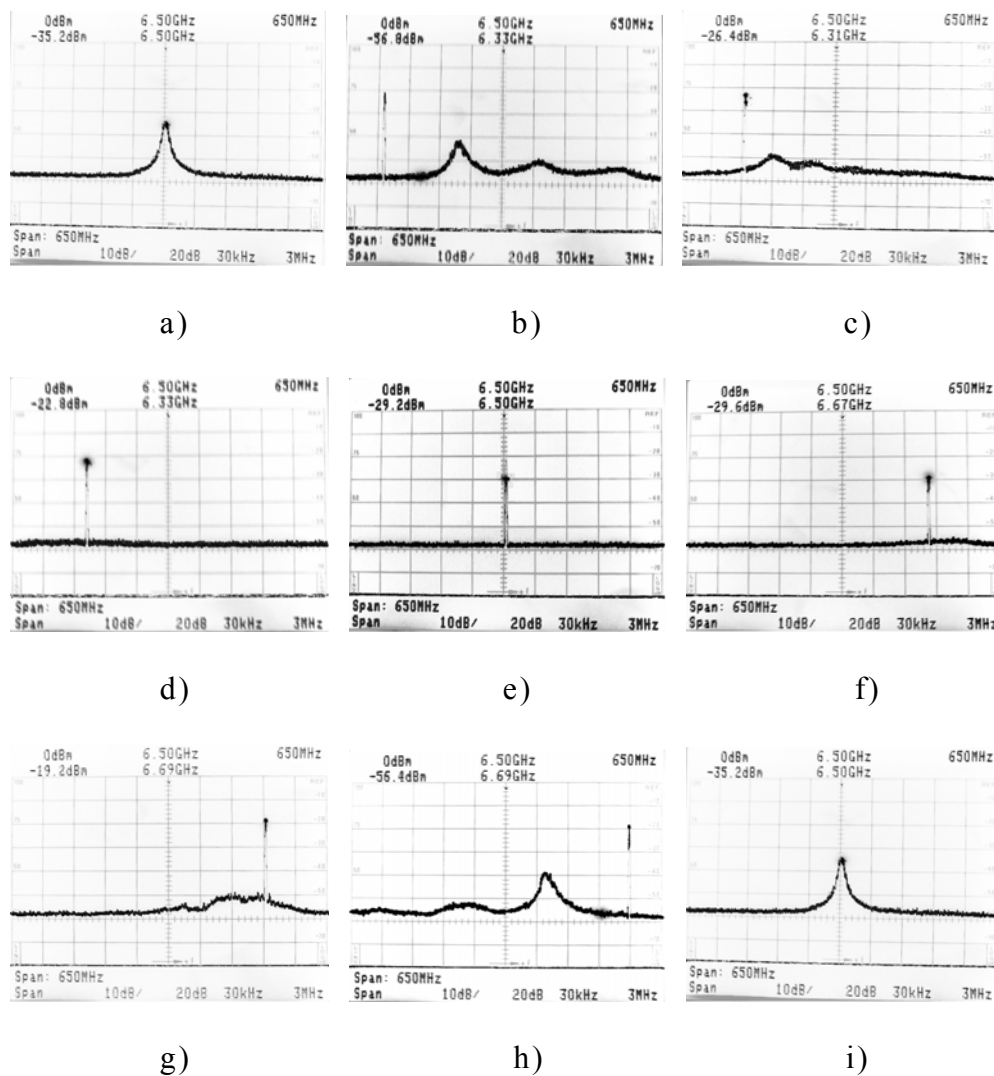 0dBm 6.50GHz 650MHz
-35.2dBm 6.50GHz
Span: 650MHz
Span 10dB/ 20dB 30kHz 3MHz
a)
0dBm 6.50GHz 650MHz
-56.8dBm 6.33GHz
Span: 650MHz
Span 10dB/ 20dB 30kHz 3MHz
b)
0dBm 6.50GHz 650MHz
-26.4dBm 6.31GHz
Span: 650MHz
Span 10dB/ 20dB 30kHz 3MHz
c)
0dBm 6.50GHz 650MHz
-22.8dBm 6.33GHz
Span: 650MHz
Span 10dB/ 20dB 30kHz 3MHz
d)
0dBm 6.50GHz 650MHz
-29.2dBm 6.50GHz
Span: 650MHz
Span 10dB/ 20dB 30kHz 3MHz
e)
0dBm 6.50GHz 650MHz
-29.6dBm 6.67GHz
Span: 650MHz
Span 10dB/ 20dB 30kHz 3MHz
f)
0dBm 6.50GHz 650MHz
-19.2dBm 6.69GHz
Span: 650MHz
Span 10dB/ 20dB 30kHz 3MHz
g)
0dBm 6.50GHz 650MHz
-56.4dBm 6.69GHz
Span: 650MHz
Span 10dB/ 20dB 30kHz 3MHz
h)
0dBm 6.50GHz 650MHz
-35.2dBm 6.50GHz
Span: 650MHz
Span 10dB/ 20dB 30kHz 3MHz
i)